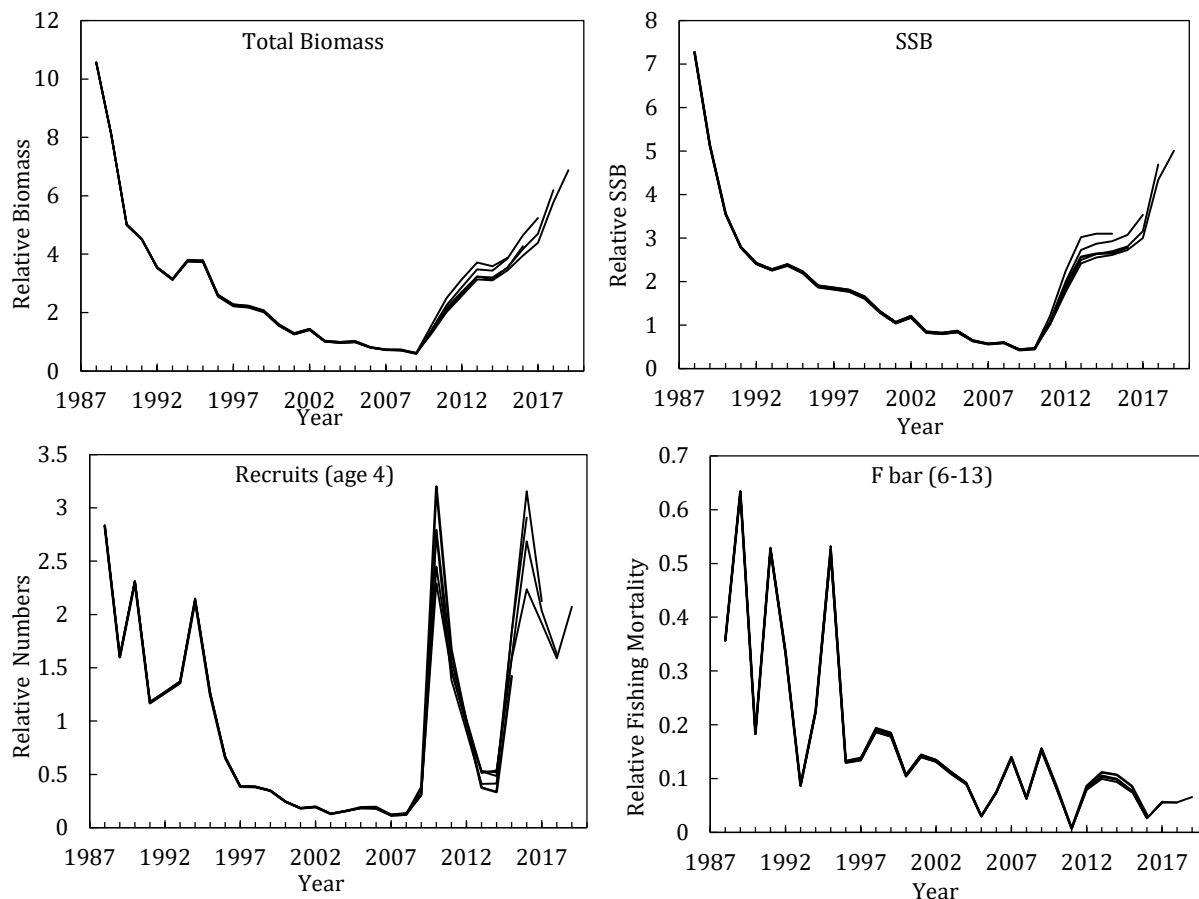 Total Biomass
Relative Biomass
12
10
8
6
4
2
0
1987 1992 1997 2002 2007 2012 2017
Year
SSB
Relative SSB
8
7
6
5
4
3
2
1
0
1987 1992 1997 2002 2007 2012 2017
Year
Recruits (age 4)
Relative Numbers
3.5
3
2.5
2
1.5
1
0.5
0
1987 1992 1997 2002 2007 2012 2017
Year
F bar (6-13)
Relative Fishing Mortality
0.7
0.6
0.5
0.4
0.3
0.2
0.1
0
1987 1992 1997 2002 2007 2012 2017
Year